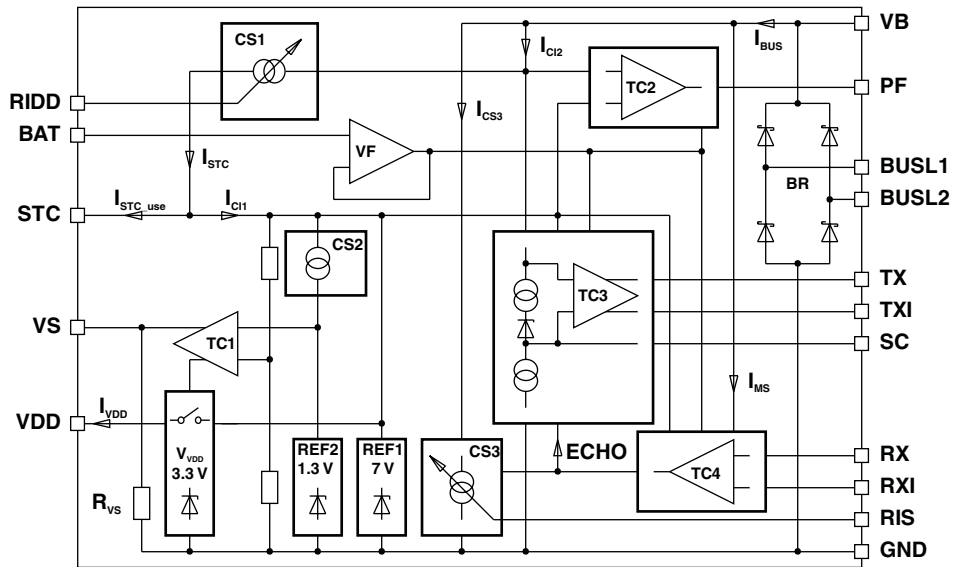 VB
CS1
I_CI2
I_BUS
TC2
PF
RIDD
I_CS3
BAT
VF
I_STC
BR
BUSL1
BUSL2
I_STC_use
I_CI1
STC
CS2
TC3
TX
TXI
SC
VS
TC1
I_MS
I_VDD
VDD
V_VDD
3.3 V
REF2
1.3 V
REF1
7 V
CS3
ECHO
TC4
RX
RXI
R_VS
RIS
GND